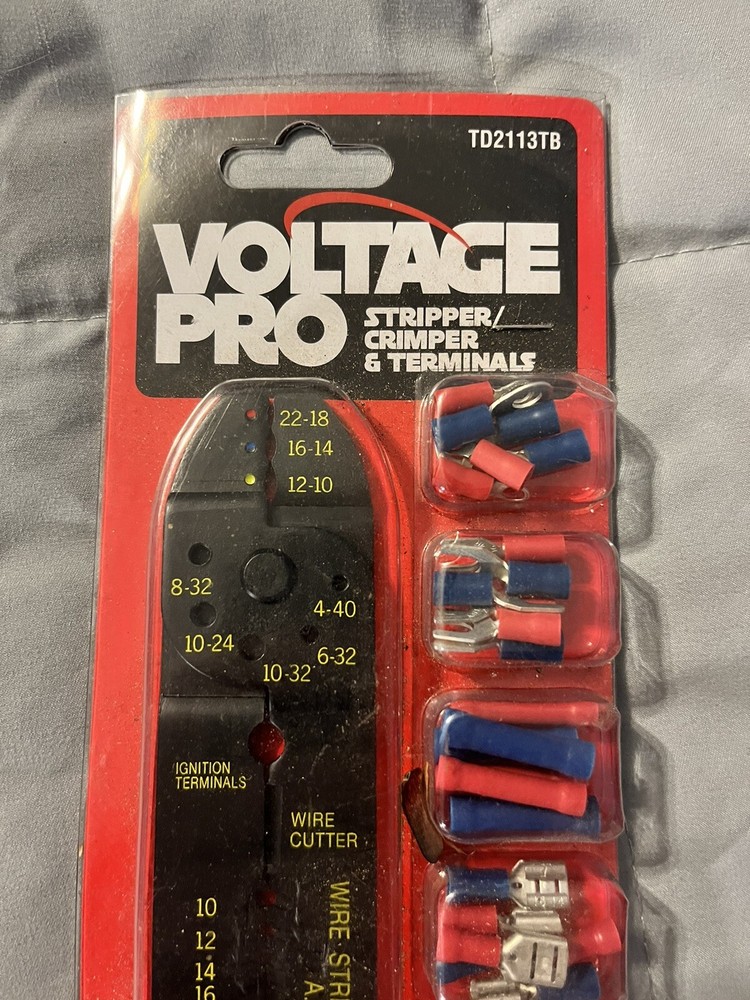 TD2113TB
VOLTAGE
PRO
STRIPPER/
CRIMPER
& TERMINALS
22-18
16-14
12-10
8-32
4-40
10-24
6-32
10-32
IGNITION
TERMINALS
WIRE
CUTTER
WIRE
10
12
14
16